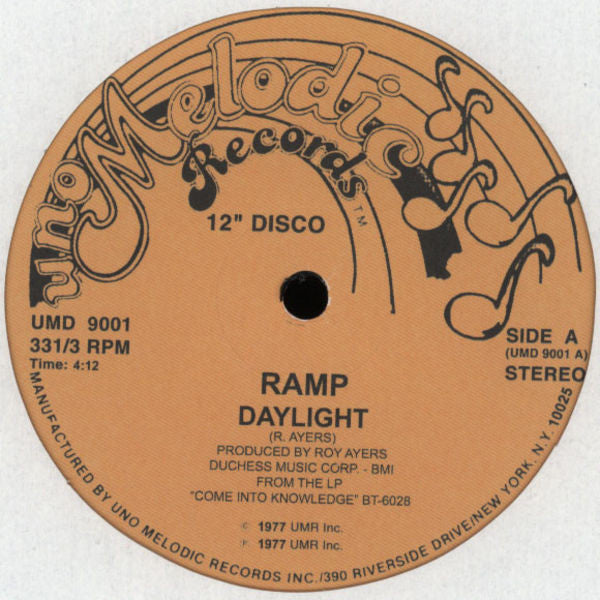 uno Melodic
Records™
12" DISCO
UMD 9001
331/3 RPM
Time: 4:12
SIDE A
(UMD 9001 A)
STEREO
RAMP
DAYLIGHT
(R. AYERS)
PRODUCED BY ROY AYERS
DUCHESS MUSIC CORP. - BMI
FROM THE LP
"COME INTO KNOWLEDGE" BT-6028
© 1977 UMR Inc.
℗ 1977 UMR Inc.
MANUFACTURED BY UNO MELODIC RECORDS INC./390 RIVERSIDE DRIVE/NEW YORK. N.Y. 10025